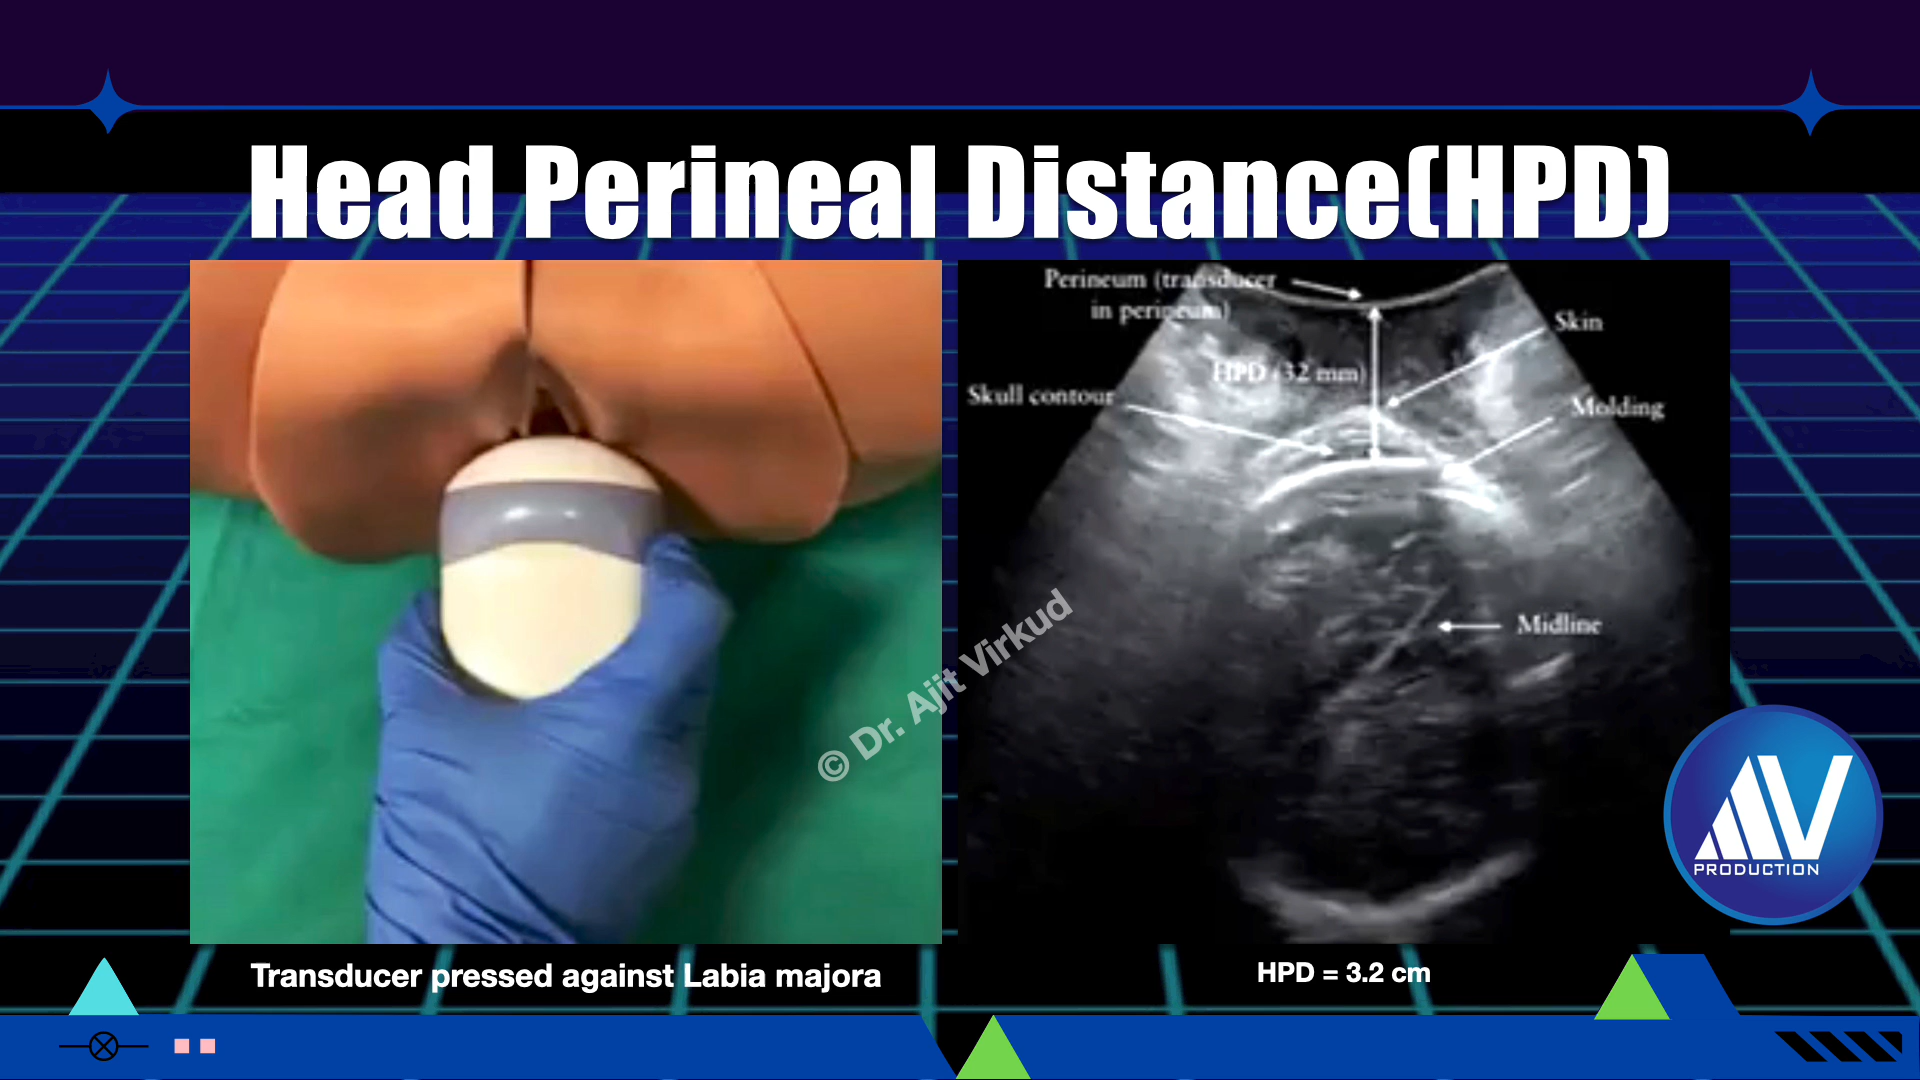 Head Perineal Distance(HPD)
Perineum (transducer
in perineum)
Skin
HPD (32 mm)
Skull contour
Molding
Midline
© Dr. Ajit Virkud
AV
PRODUCTION
Transducer pressed against Labia majora
HPD = 3.2 cm